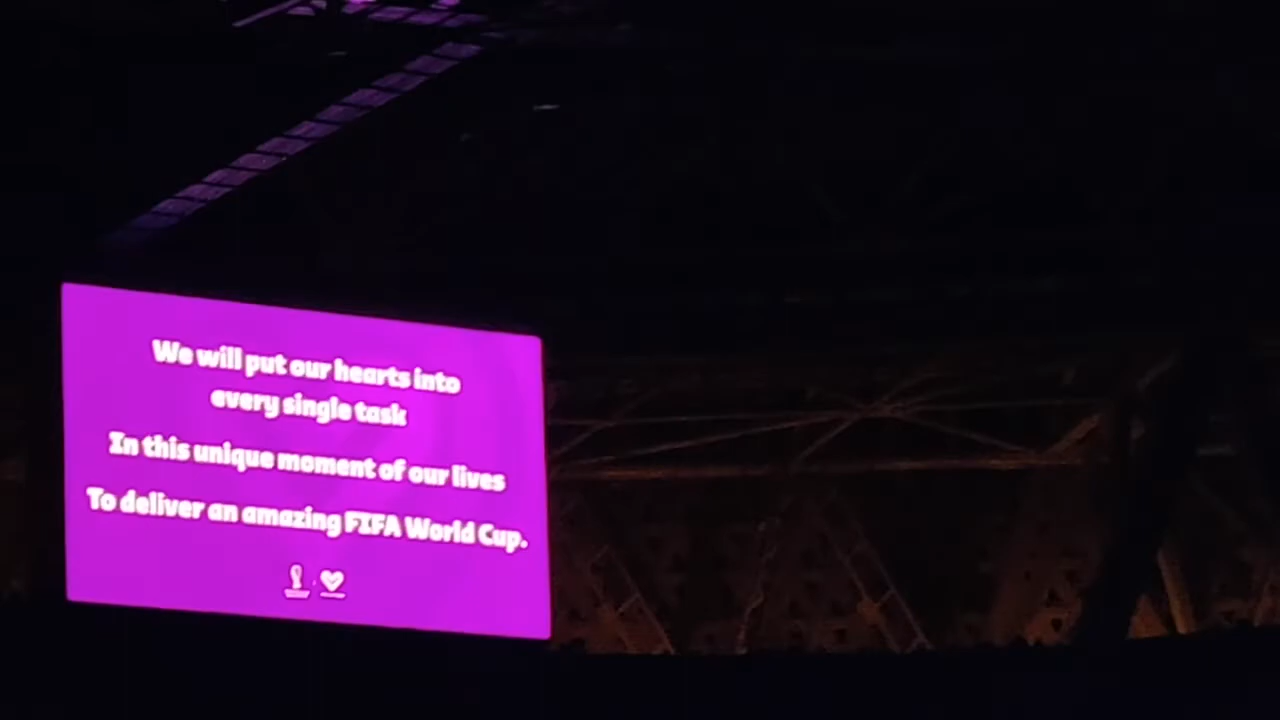 We will put our hearts into
every single task
In this unique moment of our lives
To deliver an amazing FIFA World Cup.